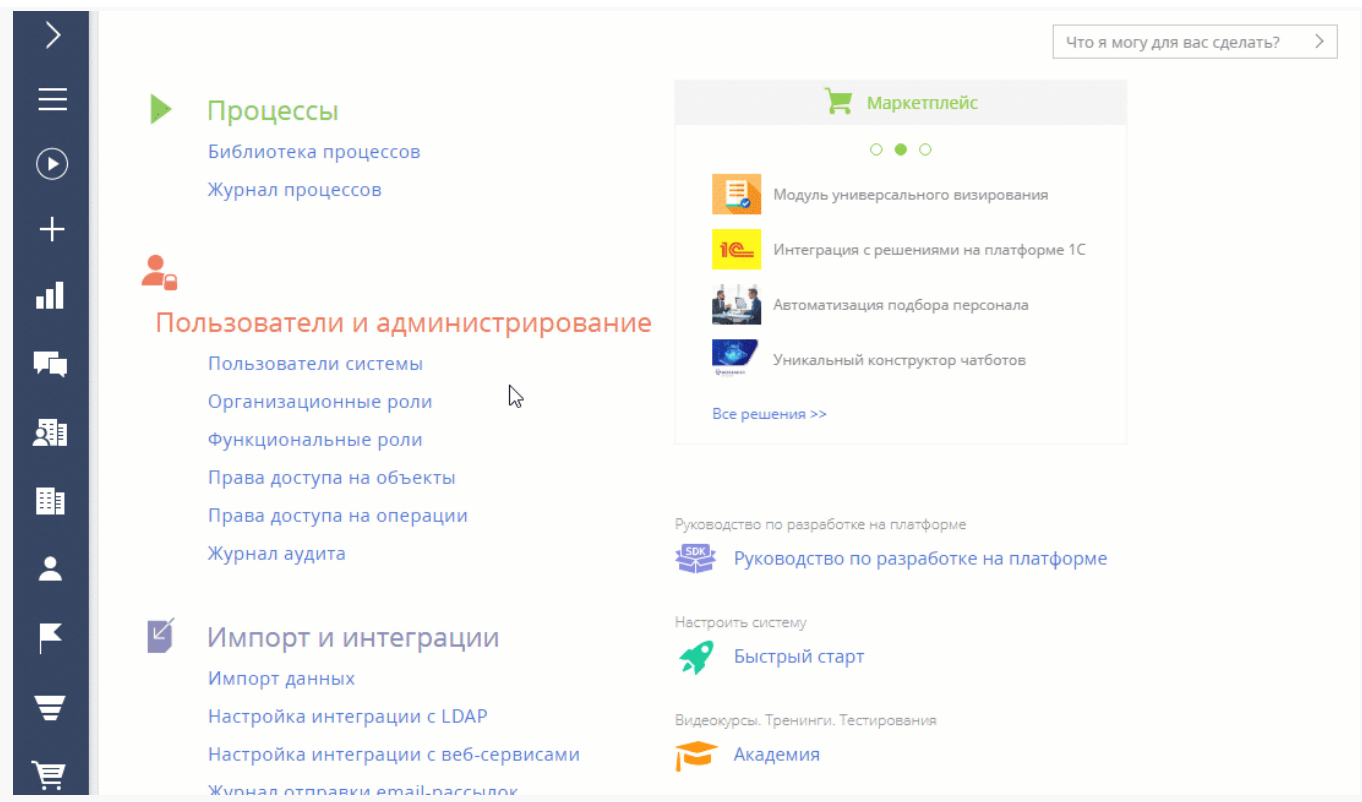 Что я могу для вас сделать?
Процессы
Библиотека процессов
Журнал процессов
Пользователи и администрирование
Пользователи системы
Организационные роли
Функциональные роли
Права доступа на объекты
Права доступа на операции
Журнал аудита
Импорт и интеграции
Импорт данных
Настройка интеграции с LDAP
Настройка интеграции с веб-сервисами
Журнал отправки email-рассылок
Маркетплейс
Модуль универсального визирования
1С
Интеграция с решениями на платформе 1С
Автоматизация подбора персонала
Уникальный конструктор чатботов
Все решения >>
Руководство по разработке на платформе
SDK
Руководство по разработке на платформе
Настроить систему
Быстрый старт
Видеокурсы. Тренинги. Тестирования
Академия